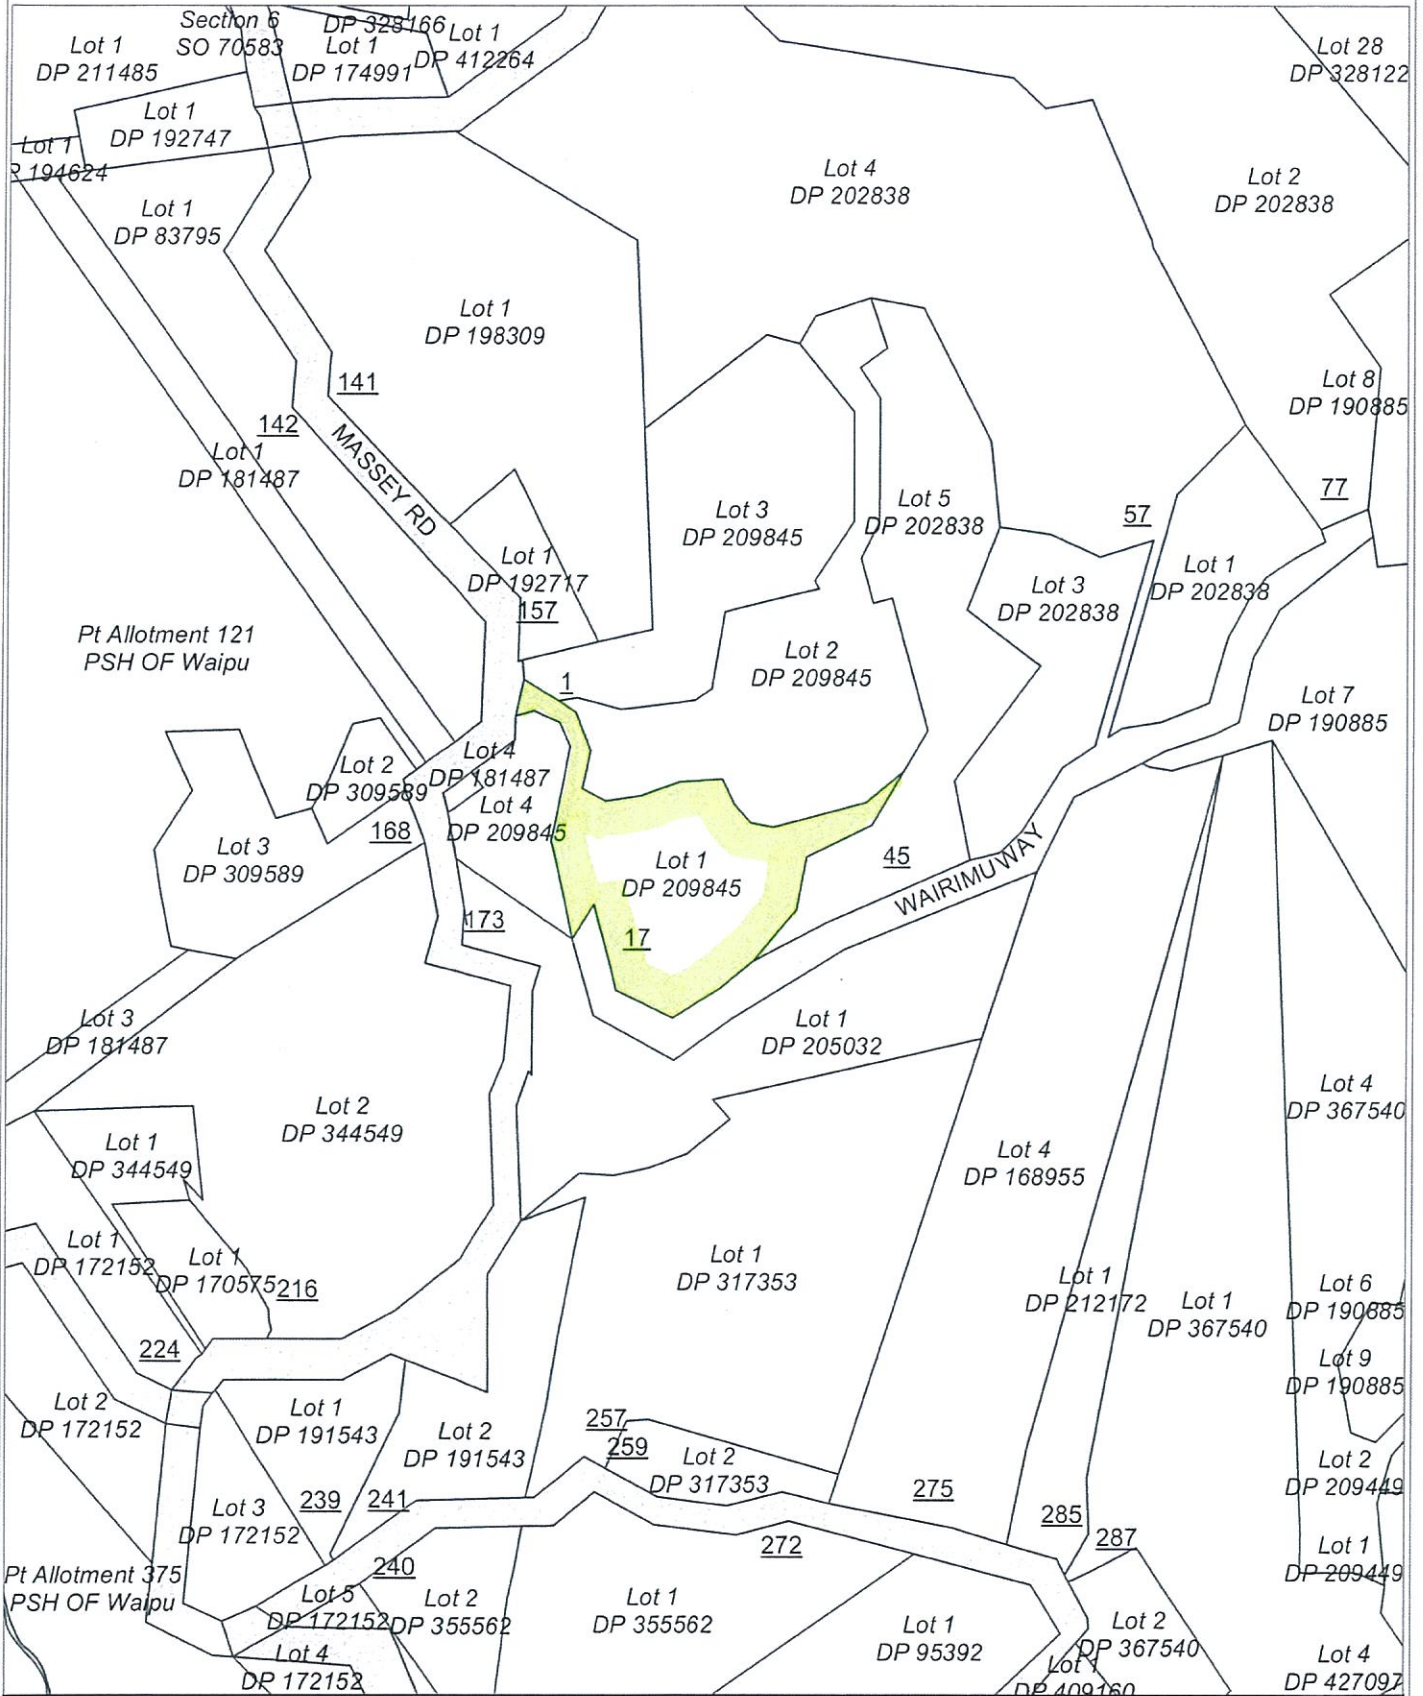 Section 6
SO 70583
DP 328166
Lot 1
DP 174991
Lot 1
DP 412264
Lot 1
DP 211485
Lot 28
DP 328122
Lot 1
DP 192747
Lot 1
P 194624
Lot 4
DP 202838
Lot 2
DP 202838
Lot 1
DP 83795
Lot 1
DP 198309
141
142
MASSEY RD
Lot 1
DP 181487
Lot 8
DP 190885
77
57
Lot 3
DP 209845
Lot 5
DP 202838
Lot 1
DP 192717
157
Lot 3
DP 202838
Lot 1
DP 202838
Pt Allotment 121
PSH OF Waipu
Lot 2
DP 209845
1
Lot 7
DP 190885
Lot 4
DP 181487
Lot 2
DP 309589
Lot 4
DP 209845
168
Lot 3
DP 309589
Lot 1
DP 209845
45
WAIRIMU WAY
17
173
Lot 3
DP 181487
Lot 1
DP 205032
Lot 2
DP 344549
Lot 4
DP 367540
Lot 1
DP 344549
Lot 4
DP 168955
Lot 1
DP 172152
Lot 1
DP 170575
216
Lot 1
DP 317353
Lot 1
DP 212172
Lot 1
DP 367540
Lot 6
DP 190885
224
Lot 9
DP 190885
Lot 2
DP 172152
Lot 1
DP 191543
Lot 2
DP 191543
257
259
Lot 2
DP 317353
Lot 2
DP 209449
275
239
241
Lot 3
DP 172152
285
287
272
Lot 1
DP 209449
240
Pt Allotment 375
PSH OF Waipu
Lot 5
DP 172152
Lot 2
DP 355562
Lot 1
DP 355562
Lot 1
DP 95392
Lot 2
DP 367540
Lot 4
DP 172152
Lot 1
DP 409160
Lot 4
DP 427097